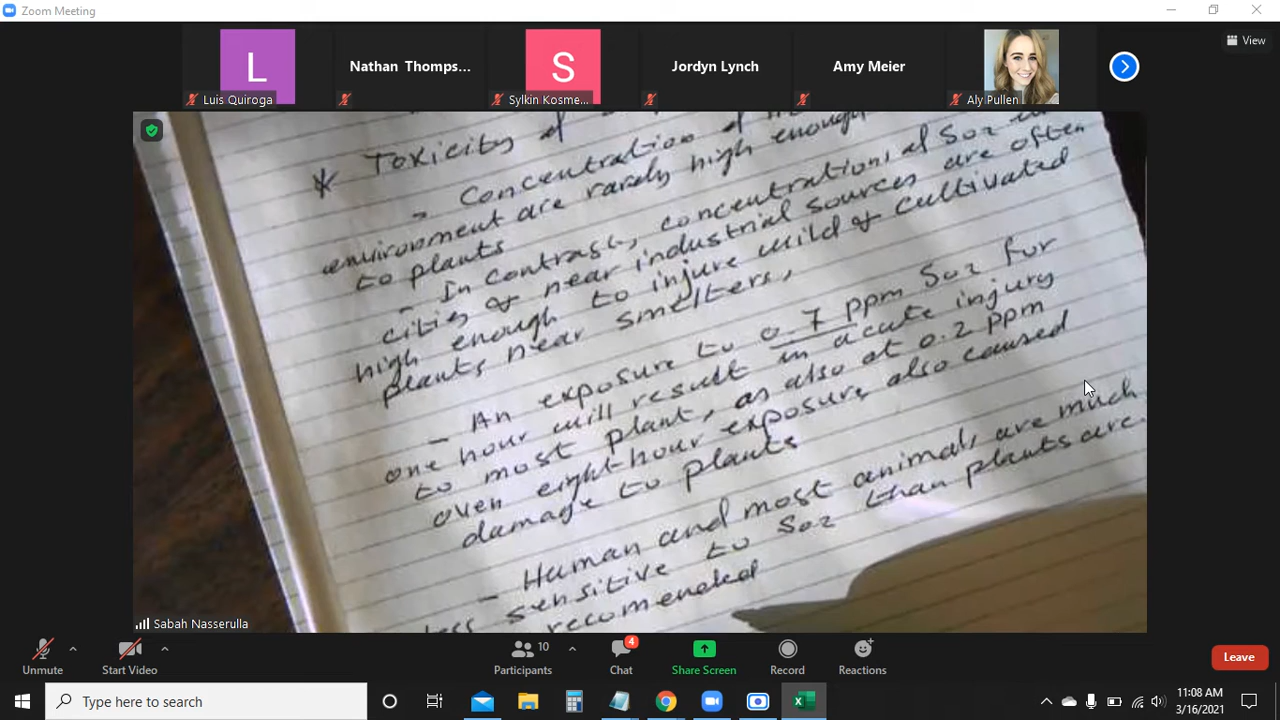 Zoom Meeting
View
L
Luis Quiroga
Nathan Thomps...
S
Sylkin Kosme...
Jordyn Lynch
Amy Meier
Aly Pullen
* Toxicity of
- Concentration of
environment are rarely high enough
to plants
- In contrast, concentrations of SO2 in
cities & near industrial sources are often
high enough to injure wild & cultivated
plants near smelters,
- An exposure to 0.7 ppm SO2 for
one hour will result in acute injury
to most plant, as also at 0.2 ppm
over eight-hour exposure also caused
damage to plants
- Human and most animals are much
less sensitive to SO2 than plants are.
recomended
Sabah Nasserulla
Unmute
Start Video
10
Participants
4
Chat
Share Screen
Record
Reactions
Leave
Type here to search
11:08 AM
3/16/2021